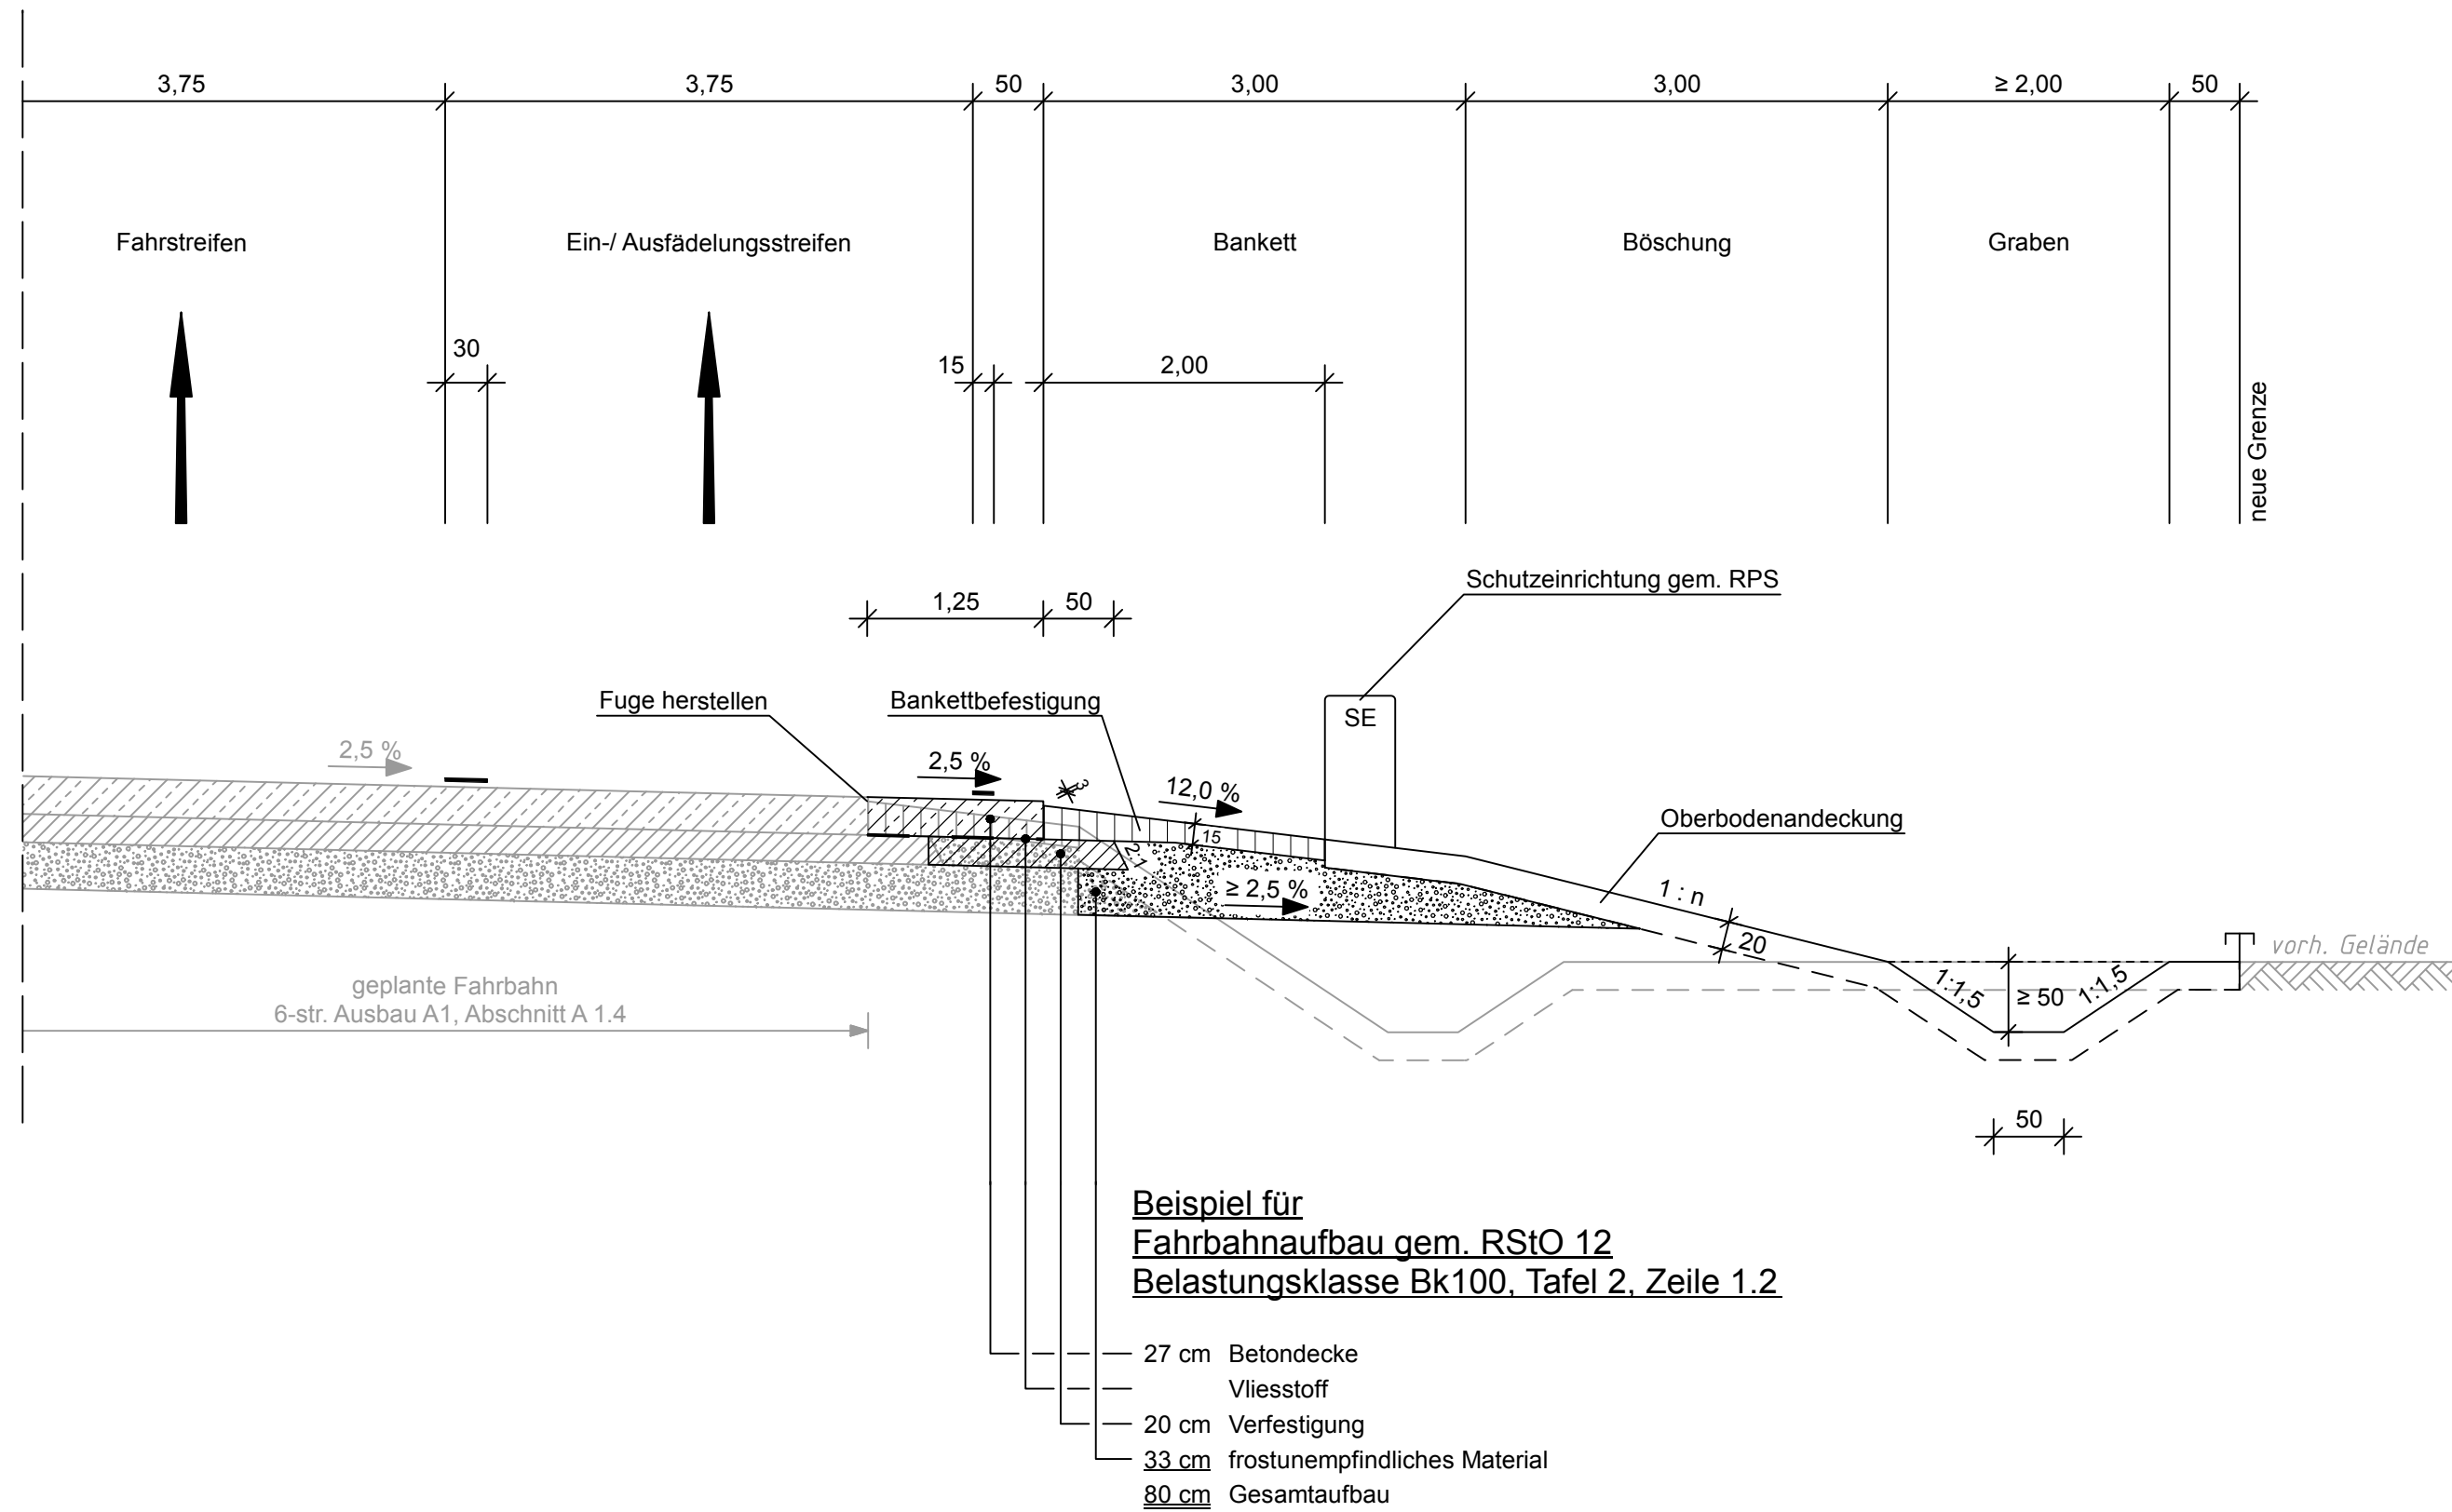 3,75
3,75
50
3,00
3,00
≥ 2,00
50
Fahrstreifen
Ein-/ Ausfädelungsstreifen
Bankett
Böschung
Graben
30
15
2,00
neue Grenze
Schutzeinrichtung gem. RPS
1,25
50
Fuge herstellen
Bankettbefestigung
SE
2,5 %
2,5 %
3
12,0 %
Oberbodenandeckung
15
2:1
≥ 2,5 %
1 : n
20
vorh. Gelände
1:1,5
≥ 50
1:1,5
geplante Fahrbahn
6-str. Ausbau A1, Abschnitt A 1.4
50
Beispiel für
Fahrbahnaufbau gem. RStO 12
Belastungsklasse Bk100, Tafel 2, Zeile 1.2
27 cm Betondecke
Vliesstoff
20 cm Verfestigung
33 cm frostunempfindliches Material
80 cm Gesamtaufbau